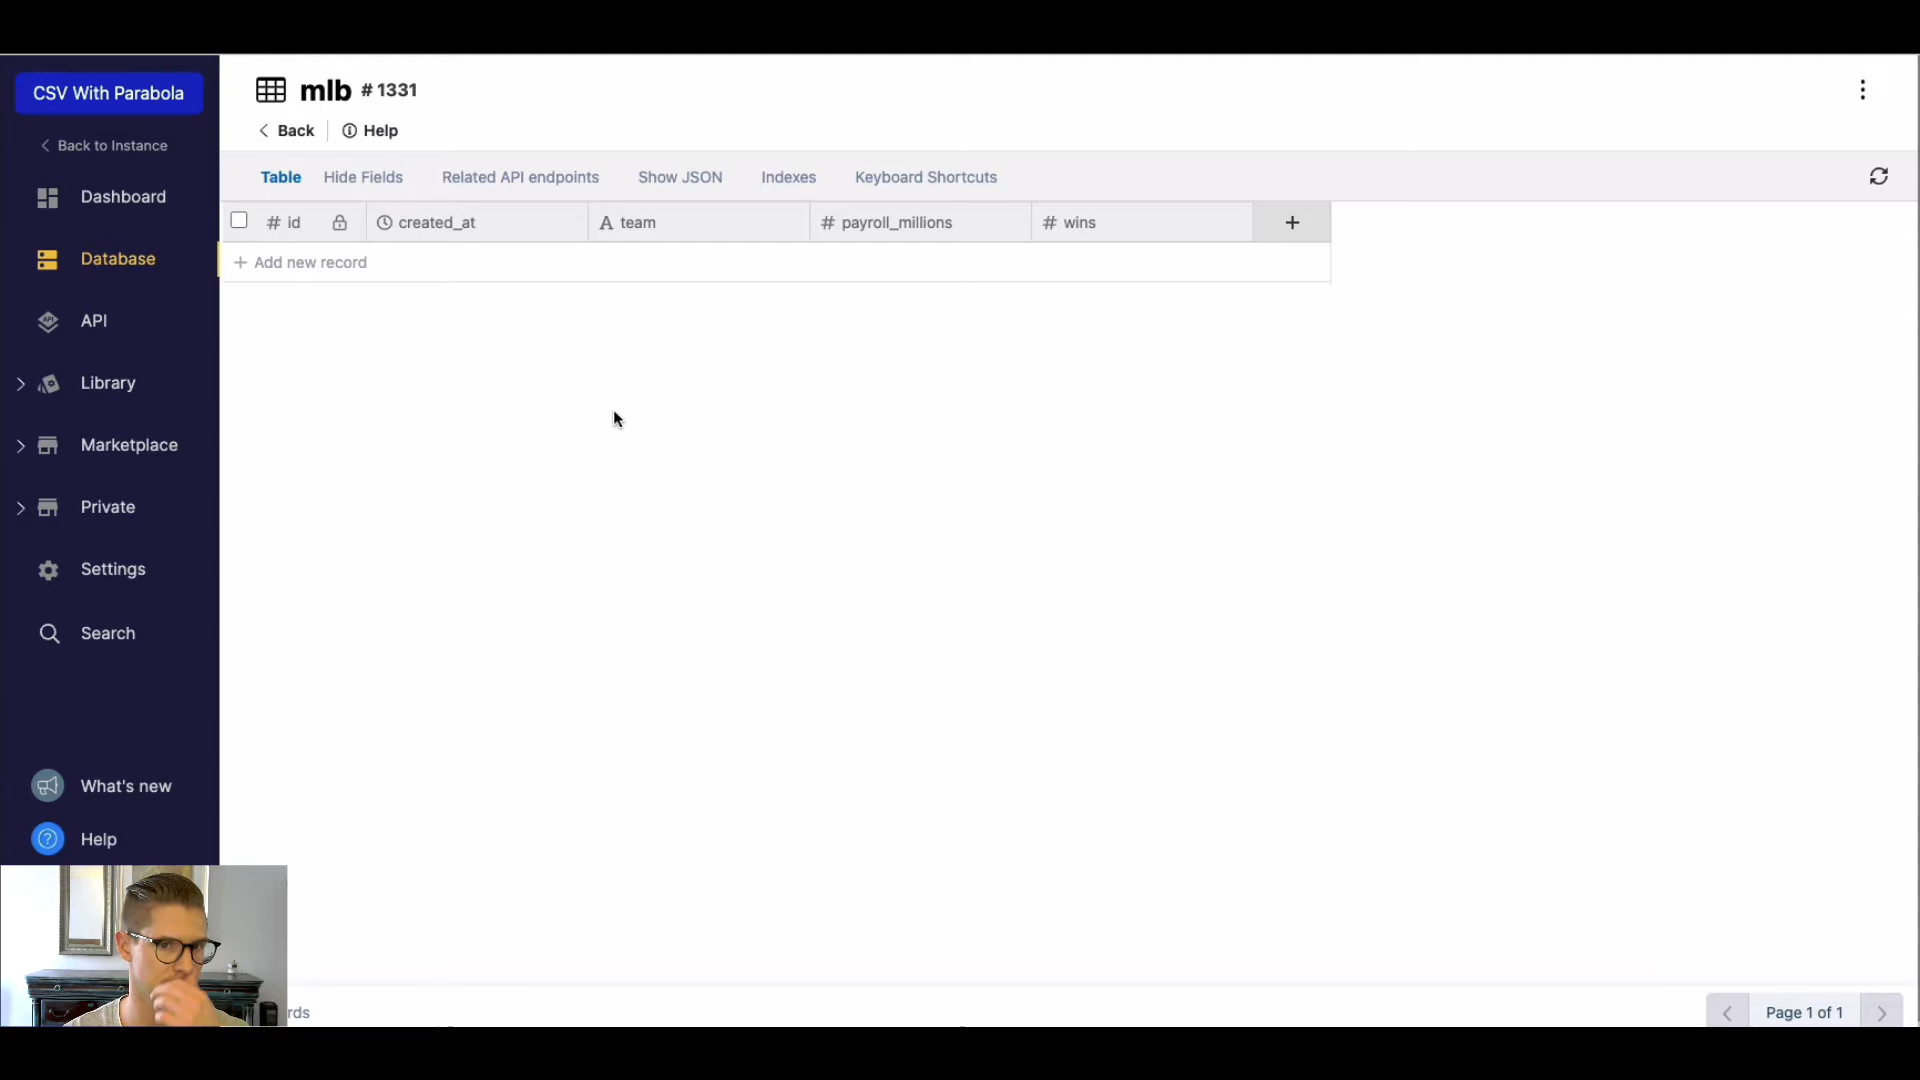 CSV With Parabola
Back to Instance
Dashboard
Database
API
Library
Marketplace
Private
Settings
Search
What's new
Help
mlb # 1331
Back
Help
Table Hide Fields Related API endpoints Show JSON Indexes Keyboard Shortcuts
# id created_at A team # payroll_millions # wins +
+ Add new record
Page 1 of 1